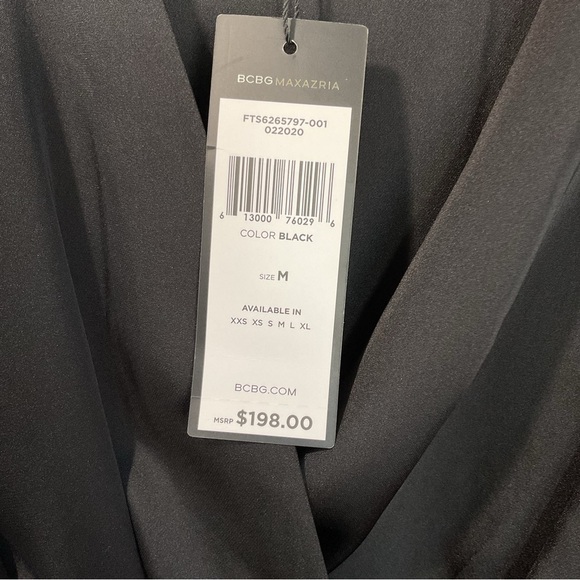 BCBGMAXAZRIA
FTS6265797-001
022020
6 13000 76029 6
COLOR BLACK
SIZE M
AVAILABLE IN
XXS XS S M L XL
BCBG.COM
MSRP $198.00